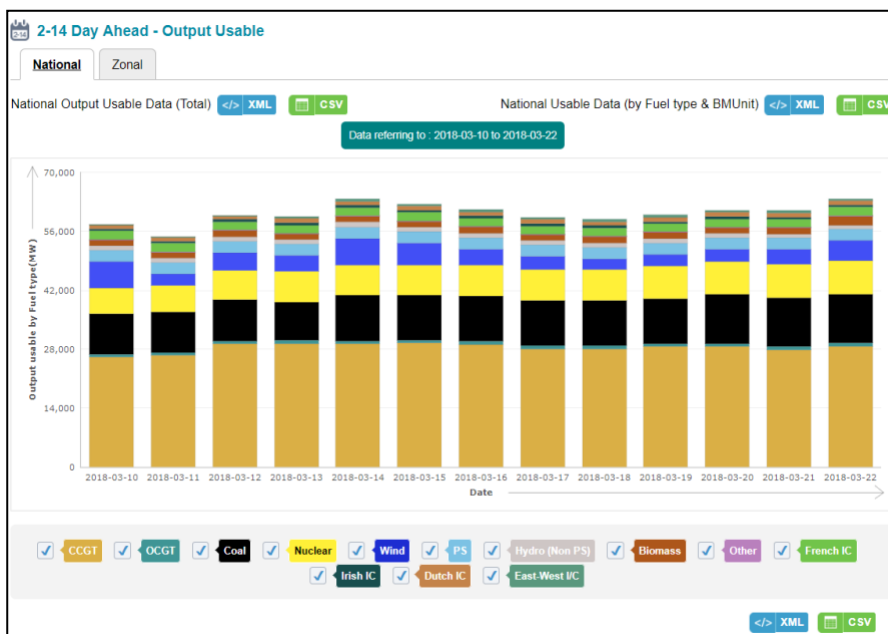 2-14
2-14 Day Ahead - Output Usable
National
Zonal
National Output Usable Data (Total) </> XML CSV
National Usable Data (by Fuel type & BMUnit) </> XML CSV
Data referring to : 2018-03-10 to 2018-03-22
Output usable by Fuel type(MW)
70,000
56,000
42,000
28,000
14,000
0
2018-03-10 2018-03-11 2018-03-12 2018-03-13 2018-03-14 2018-03-15 2018-03-16 2018-03-17 2018-03-18 2018-03-19 2018-03-20 2018-03-21 2018-03-22
Date
CCGT OCGT Coal Nuclear Wind PS Hydro (Non PS) Biomass Other French IC
Irish IC Dutch IC East-West I/C
</> XML CSV